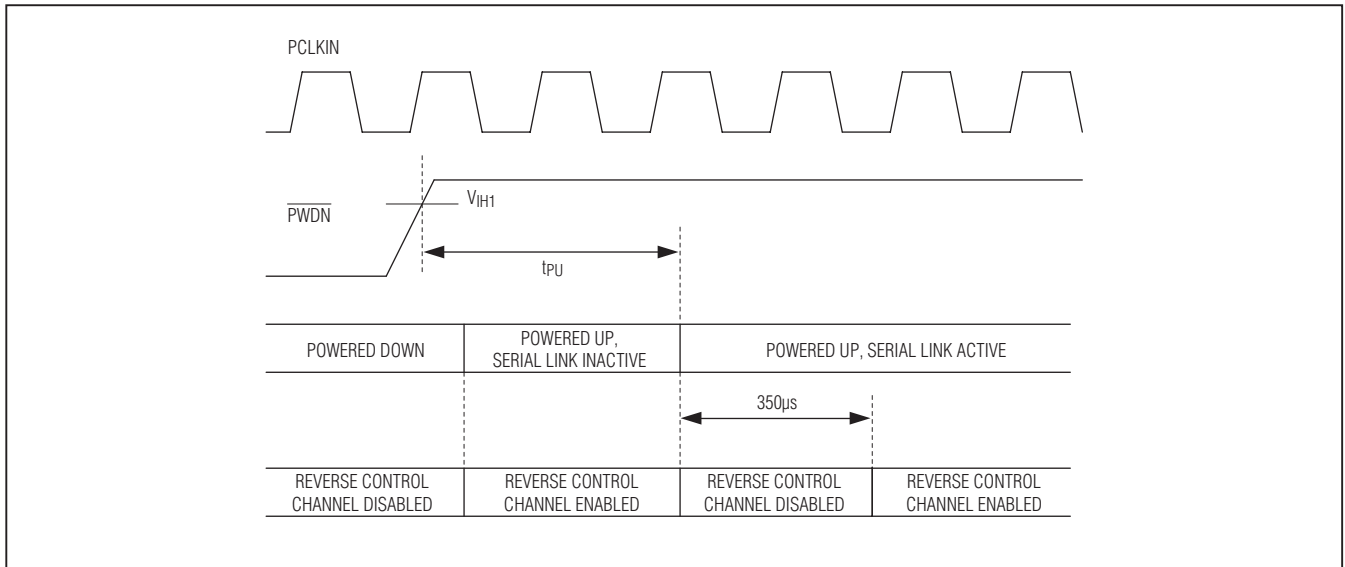 PCLKIN
VIH1
PWDN
tPU
POWERED DOWN
POWERED UP,
SERIAL LINK INACTIVE
POWERED UP, SERIAL LINK ACTIVE
350µs
REVERSE CONTROL
CHANNEL DISABLED
REVERSE CONTROL
CHANNEL ENABLED
REVERSE CONTROL
CHANNEL DISABLED
REVERSE CONTROL
CHANNEL ENABLED